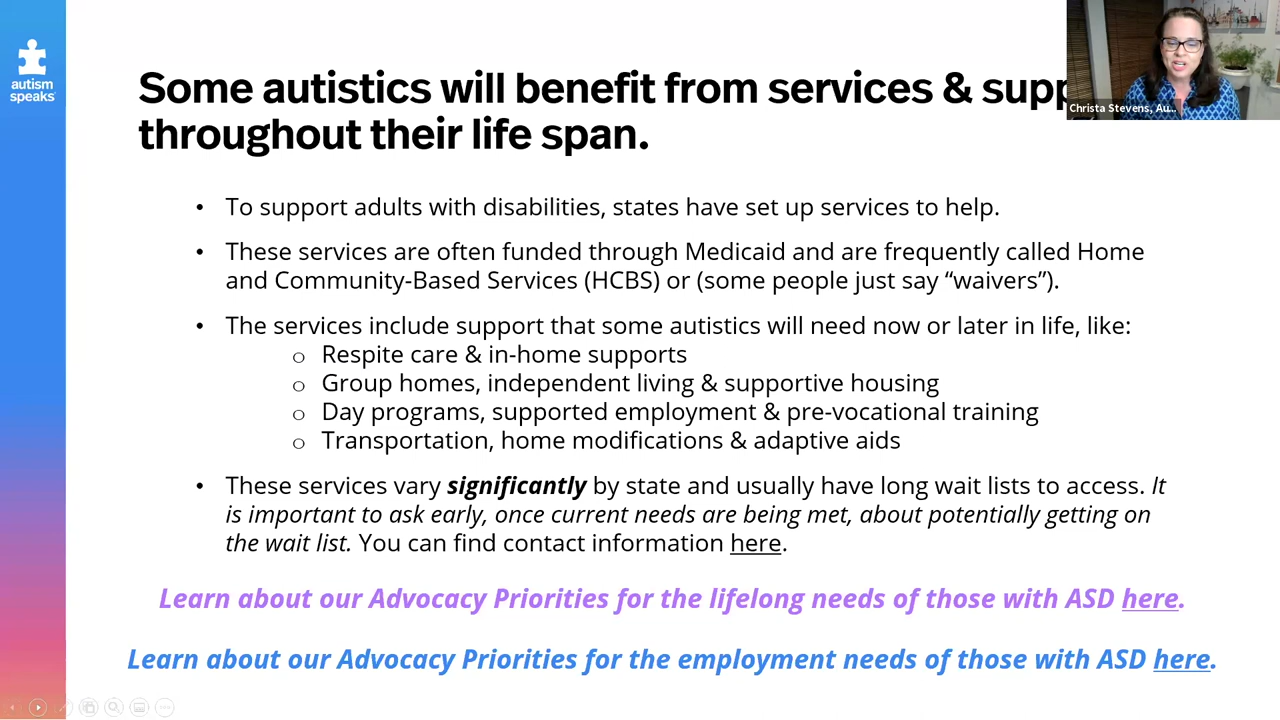 autism
speaks
Some autistics will benefit from services & supp
throughout their life span.
Christa Stevens, Au...
• To support adults with disabilities, states have set up services to help.
• These services are often funded through Medicaid and are frequently called Home
and Community-Based Services (HCBS) or (some people just say “waivers”).
• The services include support that some autistics will need now or later in life, like:
o Respite care & in-home supports
o Group homes, independent living & supportive housing
o Day programs, supported employment & pre-vocational training
o Transportation, home modifications & adaptive aids
• These services vary significantly by state and usually have long wait lists to access. It
is important to ask early, once current needs are being met, about potentially getting on
the wait list. You can find contact information here.
Learn about our Advocacy Priorities for the lifelong needs of those with ASD here.
Learn about our Advocacy Priorities for the employment needs of those with ASD here.